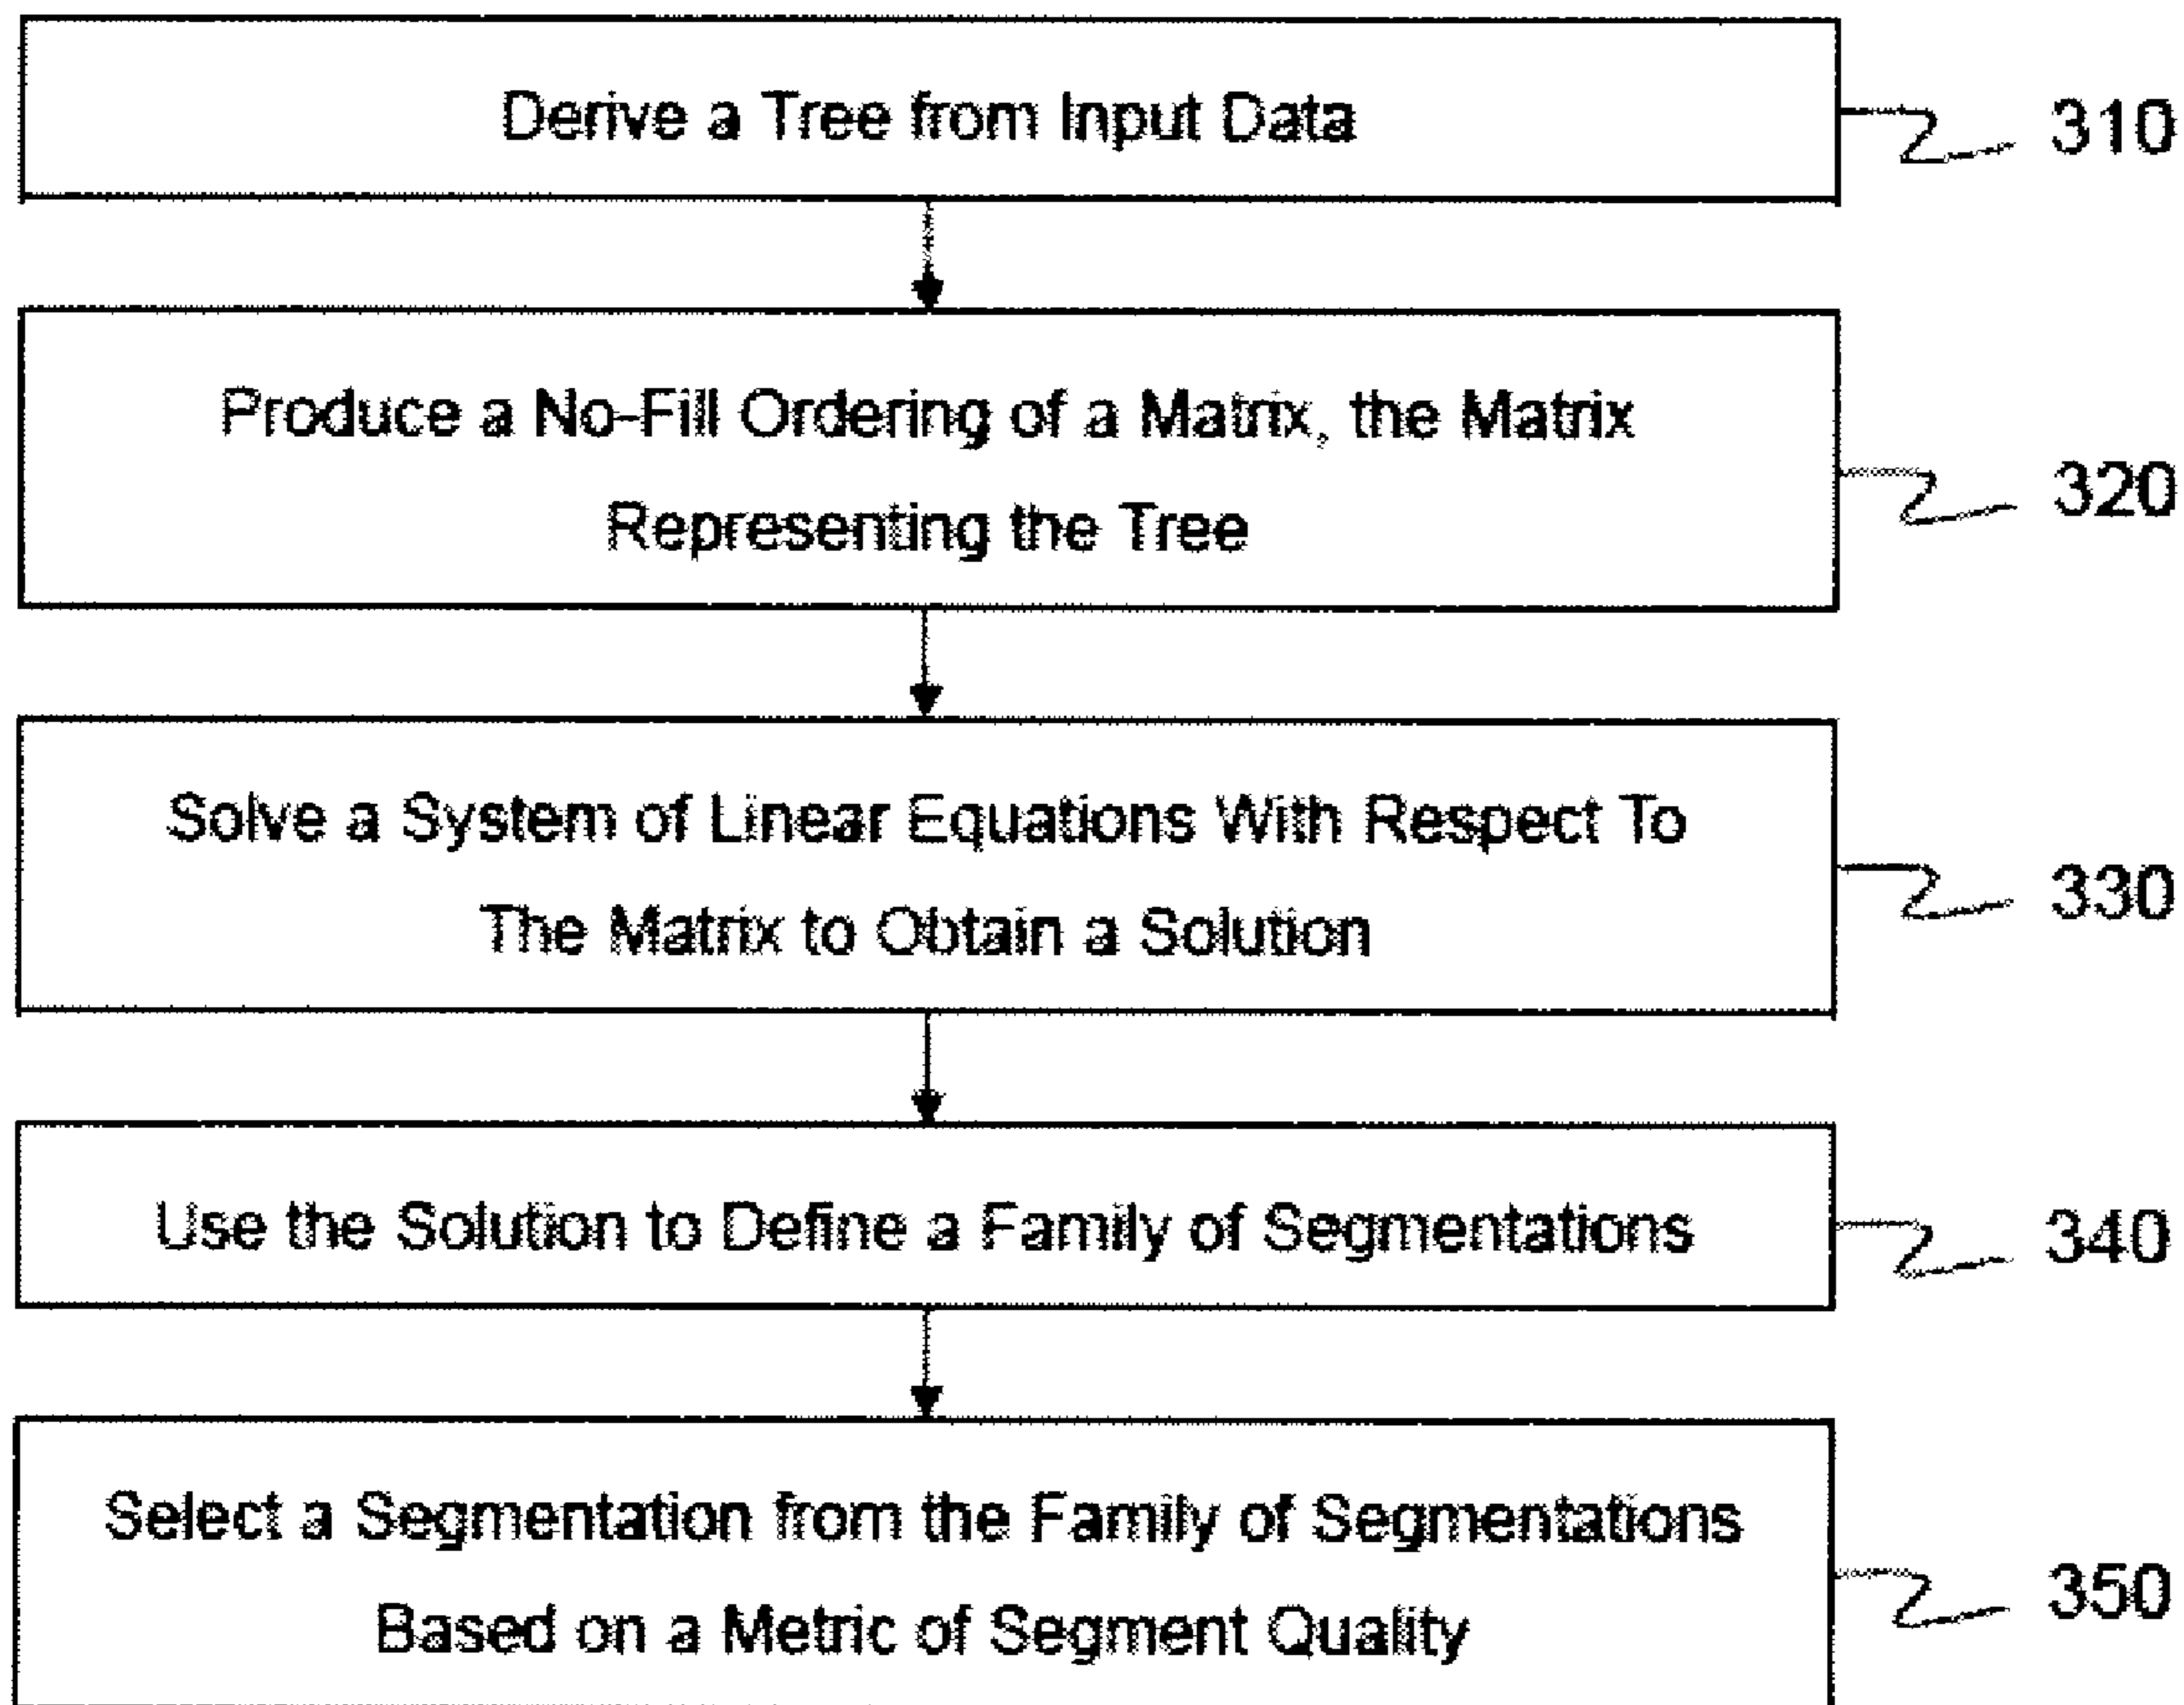 Derive a Tree from Input Data
310
Produce a No-Fill Ordering of a Matrix, the Matrix
Representing the Tree
320
Solve a System of Linear Equations With Respect To
The Matrix to Obtain a Solution
330
Use the Solution to Define a Family of Segmentations
340
Select a Segmentation from the Family of Segmentations
Based on a Metric of Segment Quality
350